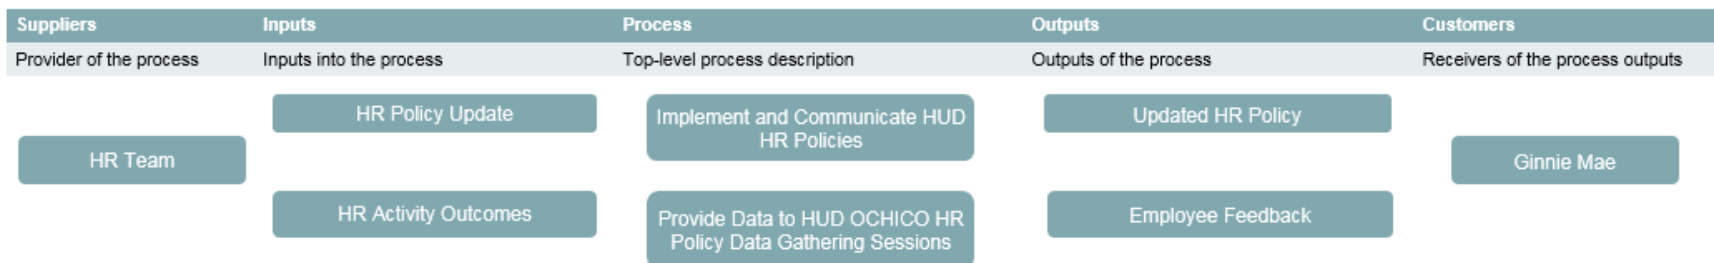 Suppliers
Inputs
Process
Outputs
Customers
Provider of the process
Inputs into the process
Top-level process description
Outputs of the process
Receivers of the process outputs
HR Team
HR Policy Update
HR Activity Outcomes
Implement and Communicate HUD
HR Policies
Provide Data to HUD OCHICO HR
Policy Data Gathering Sessions
Updated HR Policy
Employee Feedback
Ginnie Mae